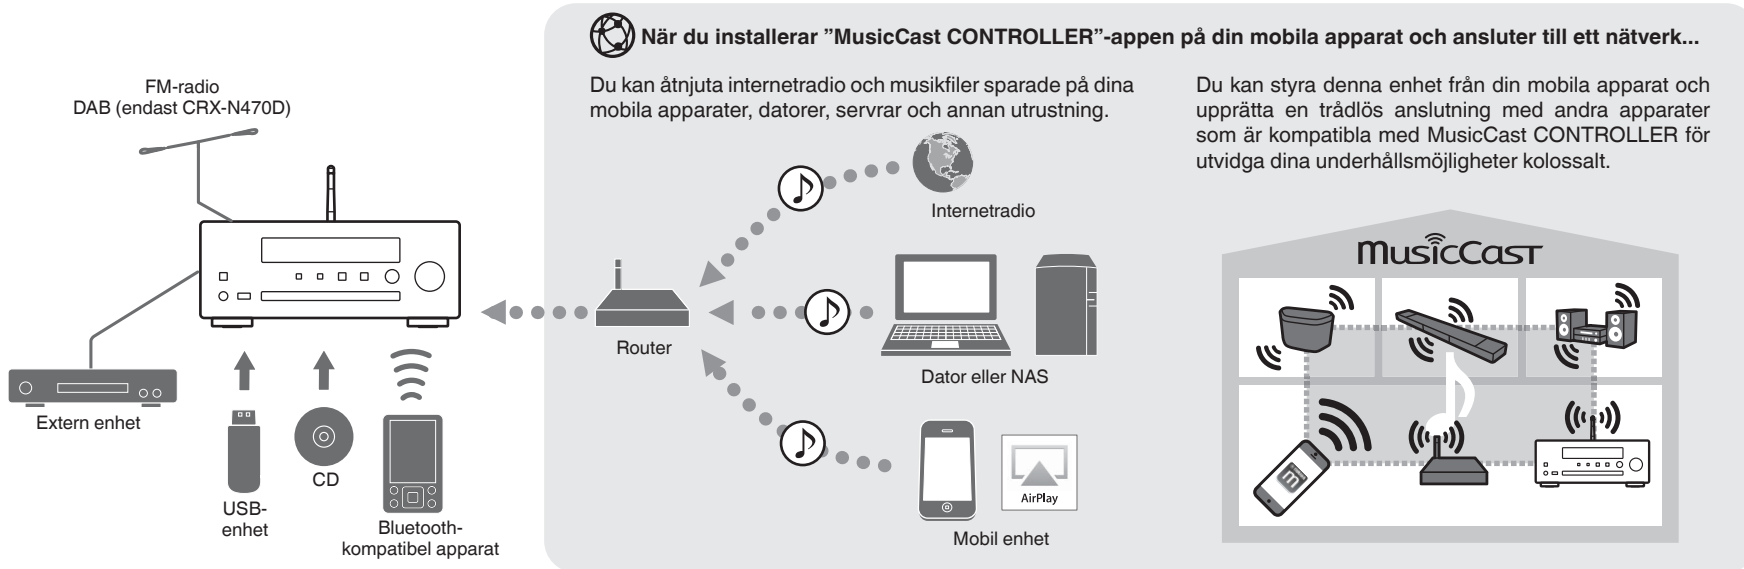 När du installerar ”MusicCast CONTROLLER”-appen på din mobila apparat och ansluter till ett nätverk...
FM-radio
DAB (endast CRX-N470D)
Du kan åtnjuta internetradio och musikfiler sparade på dina
mobila apparater, datorer, servrar och annan utrustning.
Du kan styra denna enhet från din mobila apparat och
upprätta en trådlös anslutning med andra apparater
som är kompatibla med MusicCast CONTROLLER för
utvidga dina underhållsmöjligheter kolossalt.
Internetradio
MusicCast
Router
Dator eller NAS
Extern enhet
USB-
enhet
CD
Bluetooth-
kompatibel apparat
AirPlay
Mobil enhet
m